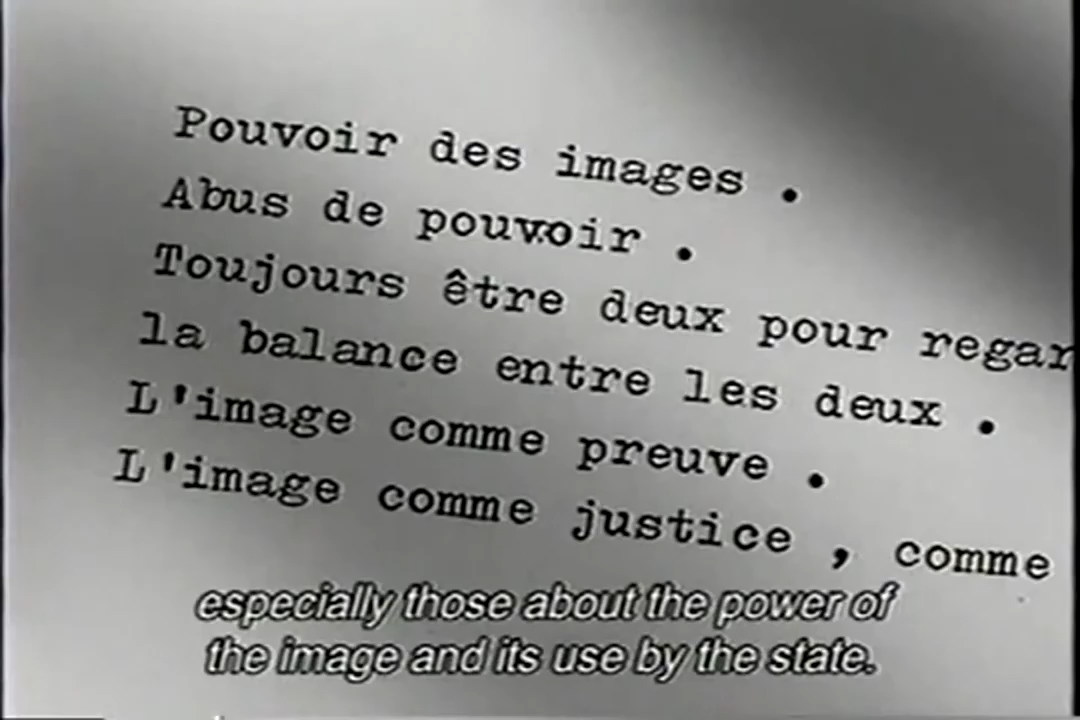 Pouvoir des images .
Abus de pouvoir .
Toujours être deux pour regar
la balance entre les deux .
L'image comme preuve .
L'image comme justice , comme
especially those about the power of
the image and its use by the state.